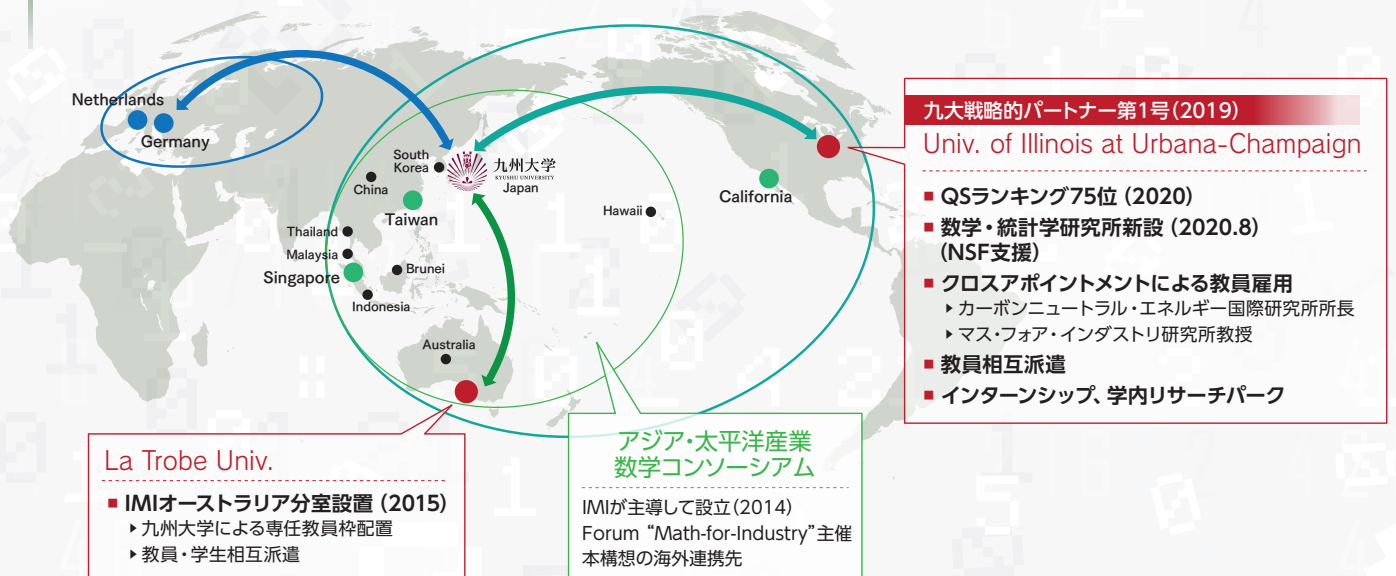 Netherlands
Germany
South
Korea
China
九州大学
KYUSHU UNIVERSITY
Japan
Taiwan
Thailand
Malaysia
Singapore
Brunei
Indonesia
Australia
Hawaii
California
九大戦略的パートナー第1号(2019)
Univ. of Illinois at Urbana-Champaign
■ QSランキング75位 (2020)
■ 数学・統計学研究所新設 (2020.8)
(NSF支援)
■ クロスアポイントメントによる教員雇用
▶ カーボンニュートラル・エネルギー国際研究所所長
▶ マス・フォア・インダストリ研究所教授
■ 教員相互派遣
■ インターンシップ、学内リサーチパーク
La Trobe Univ.
■ IMIオーストラリア分室設置 (2015)
▶ 九州大学による専任教員枠配置
▶ 教員・学生相互派遣
アジア・太平洋産業
数学コンソーシアム
IMIが主導して設立(2014)
Forum “Math-for-Industry”主催
本構想の海外連携先